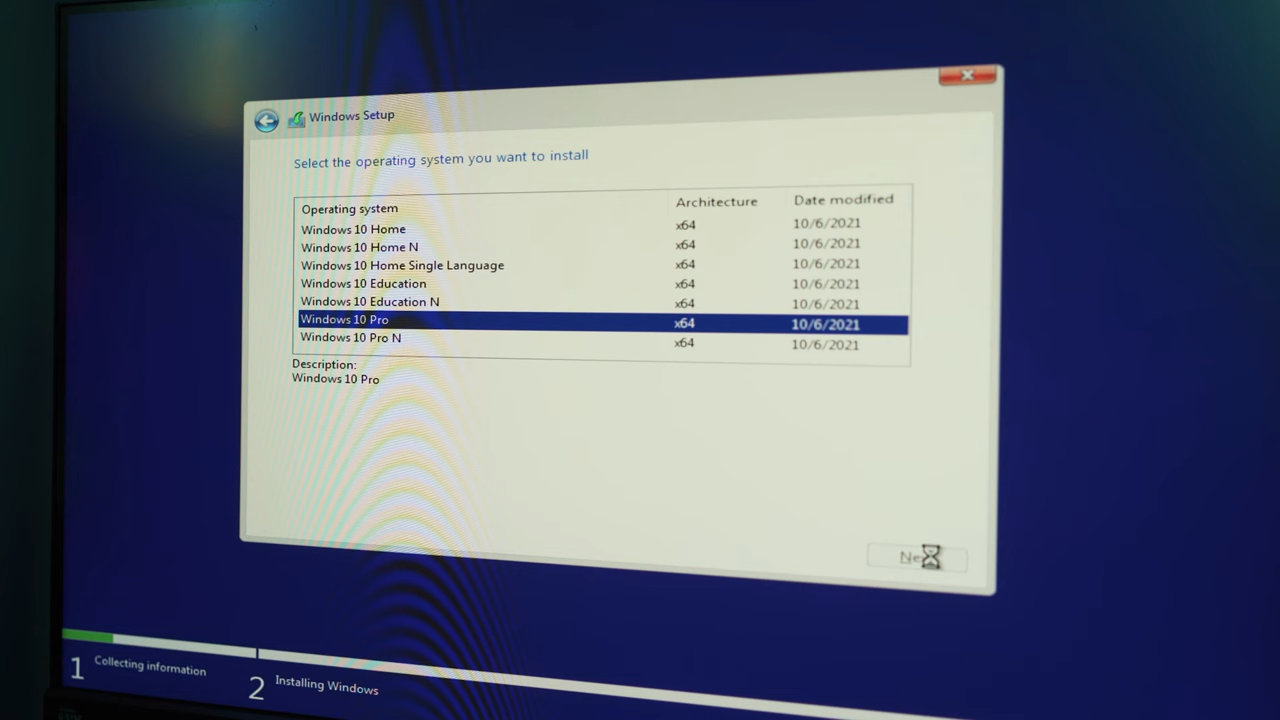 Windows Setup
Select the operating system you want to install
Operating system Architecture Date modified
Windows 10 Home x64 10/6/2021
Windows 10 Home N x64 10/6/2021
Windows 10 Home Single Language x64 10/6/2021
Windows 10 Education x64 10/6/2021
Windows 10 Education N x64 10/6/2021
Windows 10 Pro x64 10/6/2021
Windows 10 Pro N x64 10/6/2021
Description:
Windows 10 Pro
1 Collecting information
2 Installing Windows